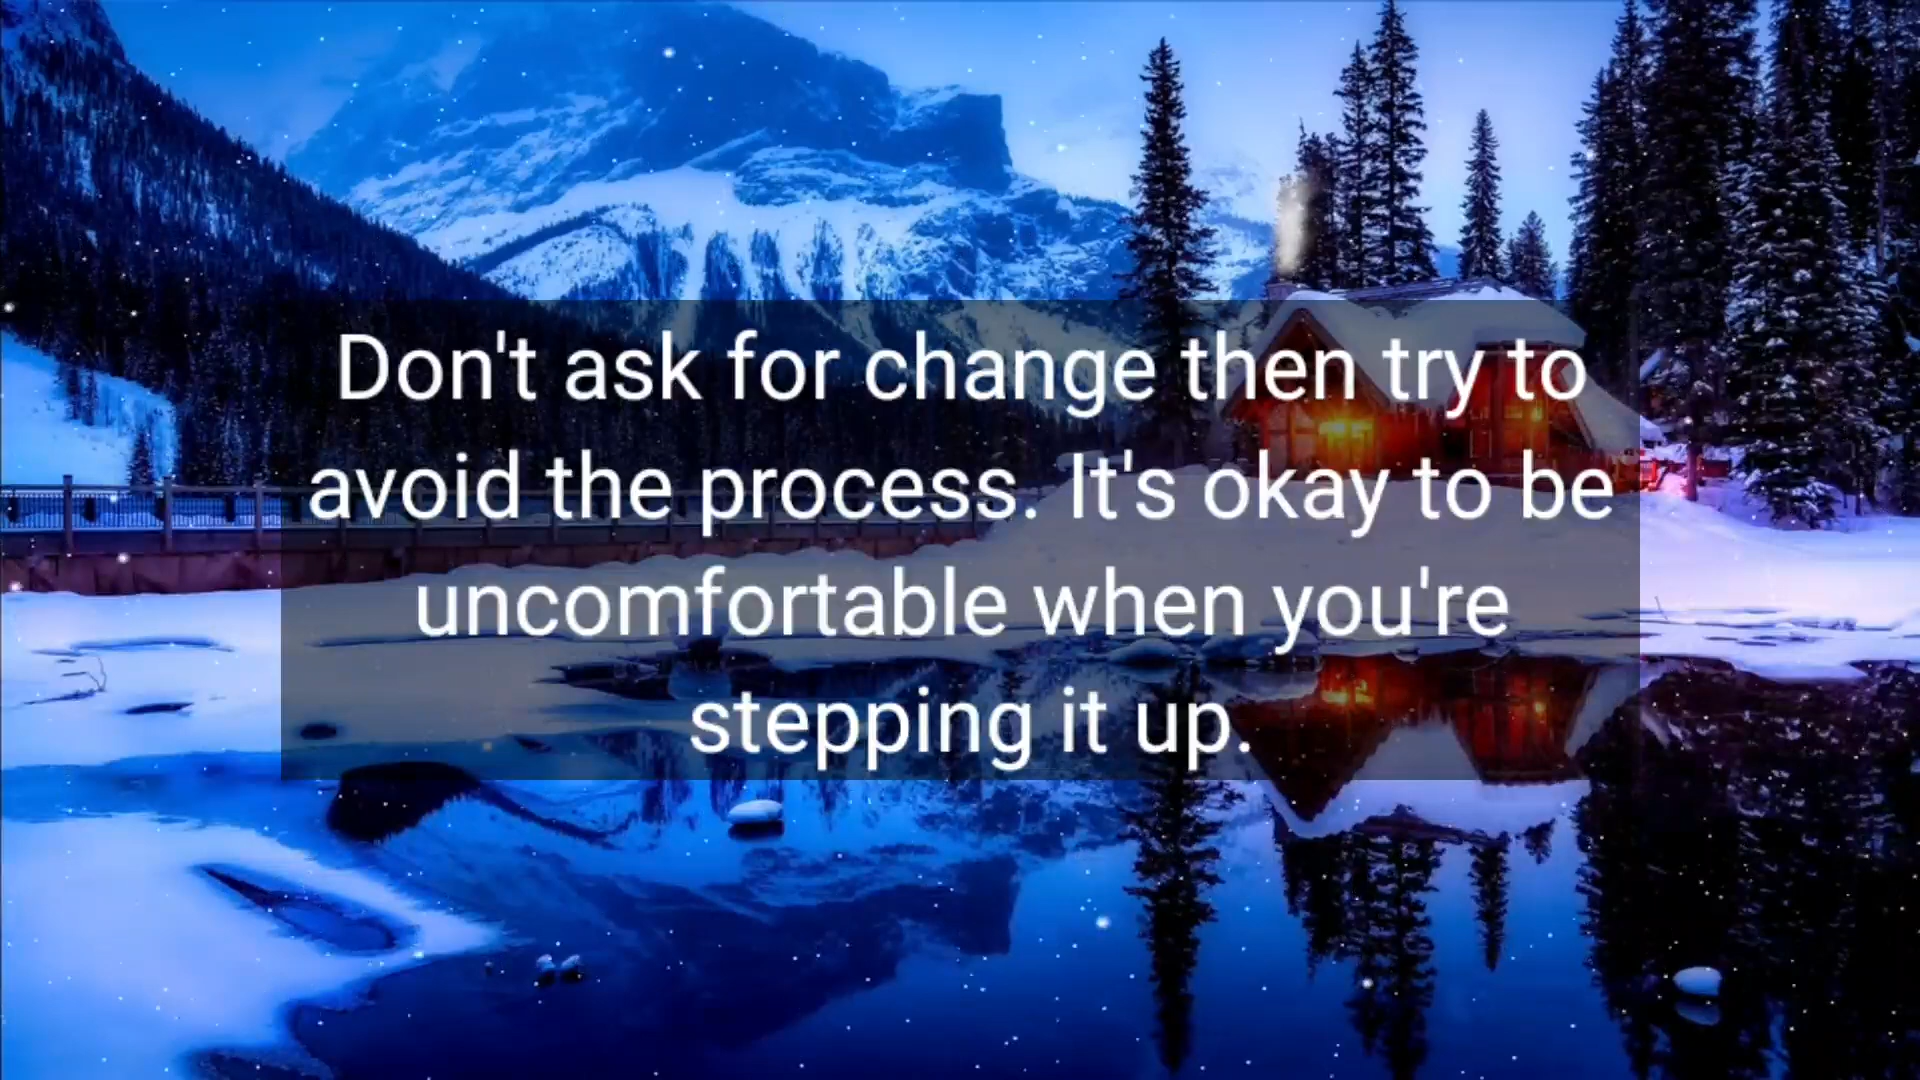 Don't ask for change then try to
avoid the process. It's okay to be
uncomfortable when you're
stepping it up.